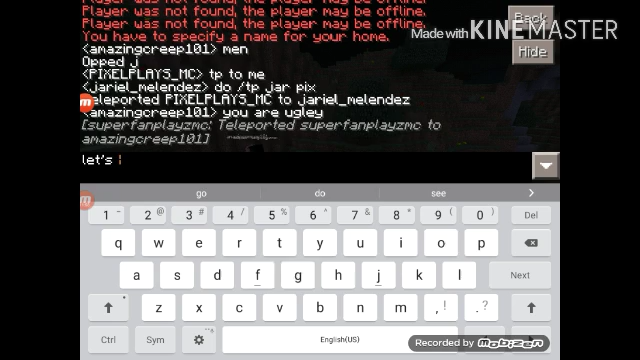 Player was not found, the player may be offline.
Player was not found, the player may be offline.
You have to specify a name for your home.
<amazingcreep101> men
Opped j
<PIXELPLAYS_MC> tp to me
<jariel_melendez> do /tp jar pix
Teleported PIXELPLAYS_MC to jariel_melendez
<amazingcreep101> you are ugley
[superfanplayzmc: Teleported superfanplayzmc to
amazingcreep101]
let's
Back
Made with KINEMASTER
Hide
go do see >
1 - 2 @ 3 # 4 / 5 % 6 ^ 7 & 8 * 9 ( 0 ) Del
q w e r t y u i o p
a s d f g h j k l Next
z x c v b n m , ! . ?
Ctrl Sym English(US)
Recorded by mobizen